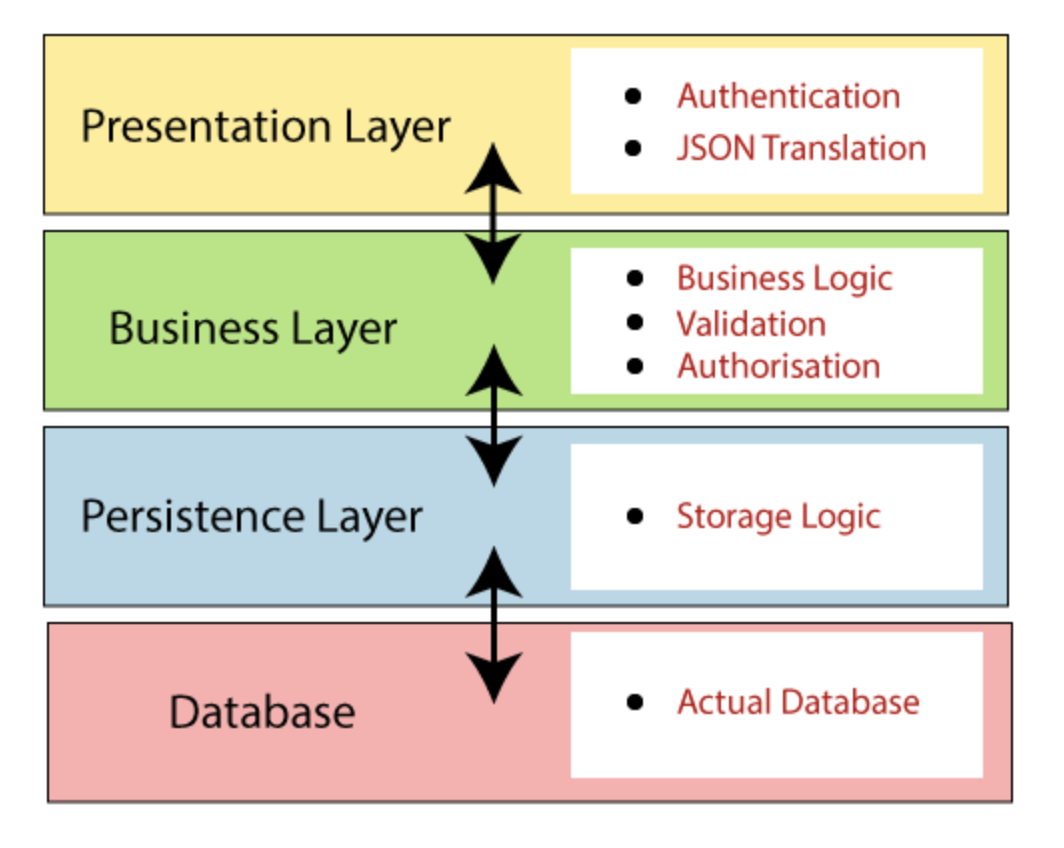 Presentation Layer
Authentication
JSON Translation
Business Layer
Business Logic
Validation
Authorisation
Persistence Layer
Storage Logic
Database
Actual Database